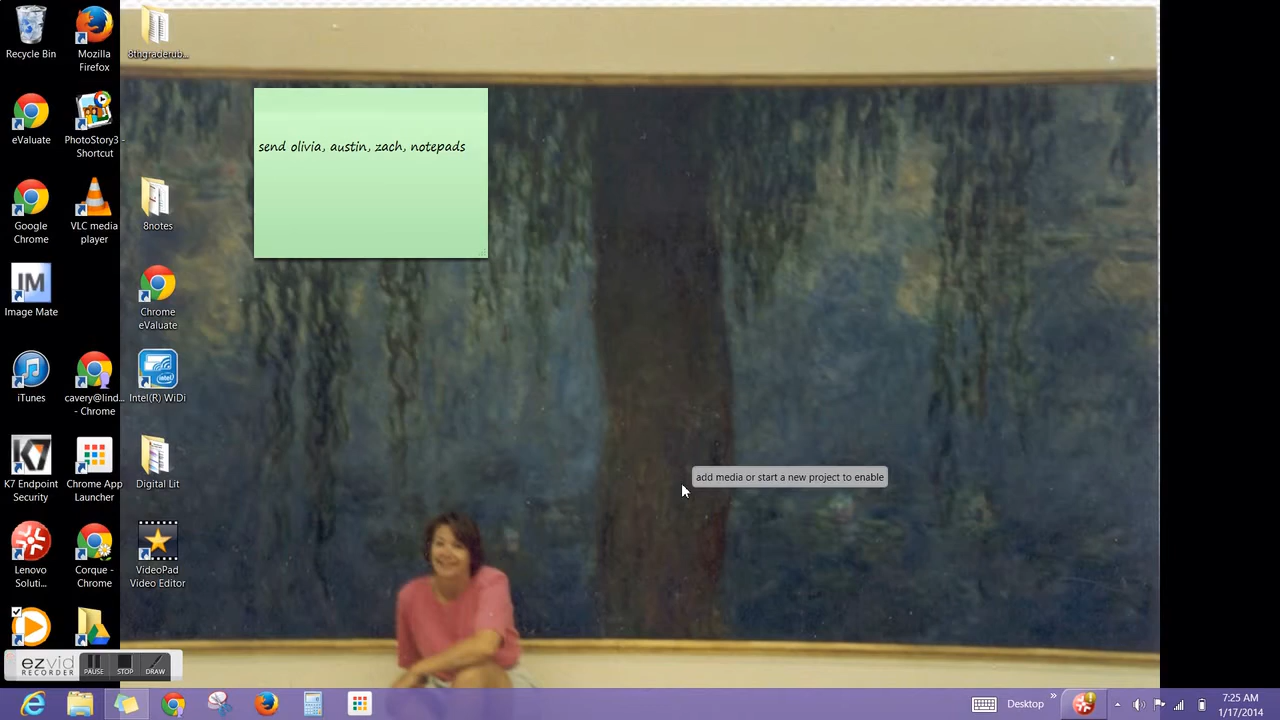 Recycle Bin
Mozilla
Firefox
8thgraderub...
eValuate
PhotoStory3 -
Shortcut
send olivia, austin, zach, notepads
Google
Chrome
VLC media
player
8notes
IM
Image Mate
Chrome
eValuate
iTunes
cavery@lind...
- Chrome
intel
Intel(R) WiDi
K7
K7 Endpoint
Security
Chrome App
Launcher
Digital Lit
add media or start a new project to enable
Lenovo
Soluti...
Corque -
Chrome
VideoPad
Video Editor
ezvid
RECORDER
PAUSE
STOP
DRAW
Desktop
7:25 AM
1/17/2014